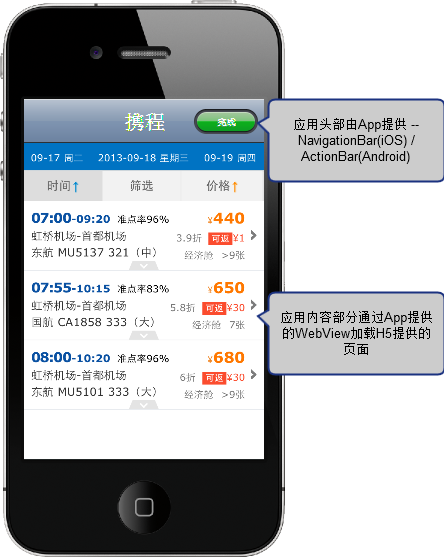 携程
完成
应用头部由App提供 --
NavigationBar(iOS) /
ActionBar(Android)
09-17 周二
2013-09-18 星期三
09-19 周四
时间↑
筛选
价格↑
07:00-09:20 准点率96%
¥440
虹桥机场-首都机场
3.9折 可返 ¥1
东航 MU5137 321（中）
经济舱 >9张
07:55-10:15 准点率83%
¥650
虹桥机场-首都机场
5.8折 可返 ¥30
国航 CA1858 333（大）
经济舱 7张
应用内容部分通过App提供
的WebView加载H5提供的
页面
08:00-10:20 准点率96%
¥680
虹桥机场-首都机场
6折 可返 ¥30
东航 MU5101 333（大）
经济舱 >9张